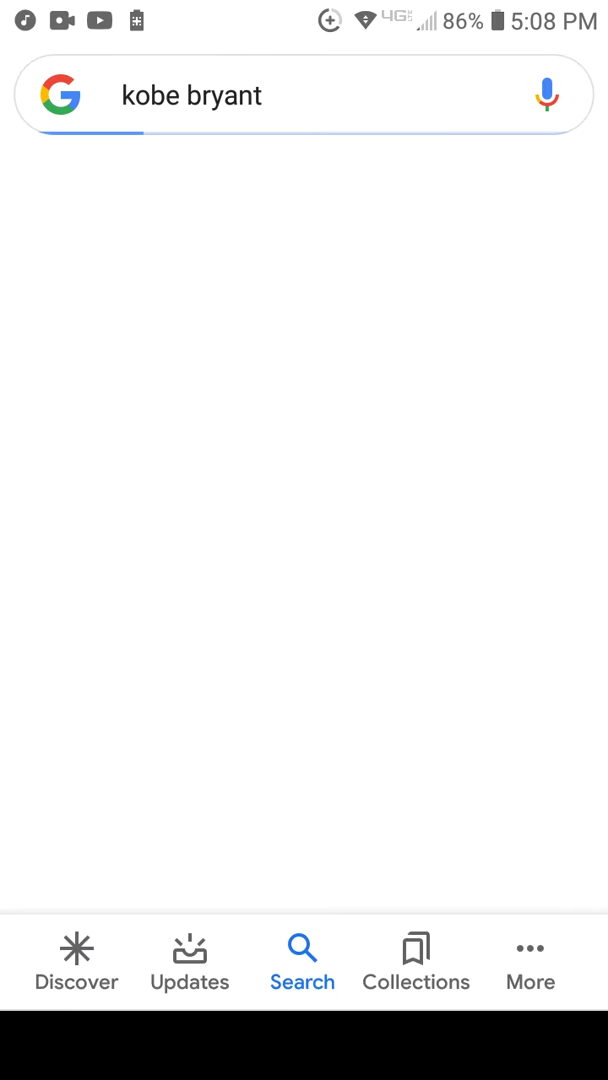 4G 86% 5:08 PM
kobe bryant
Discover Updates Search Collections More